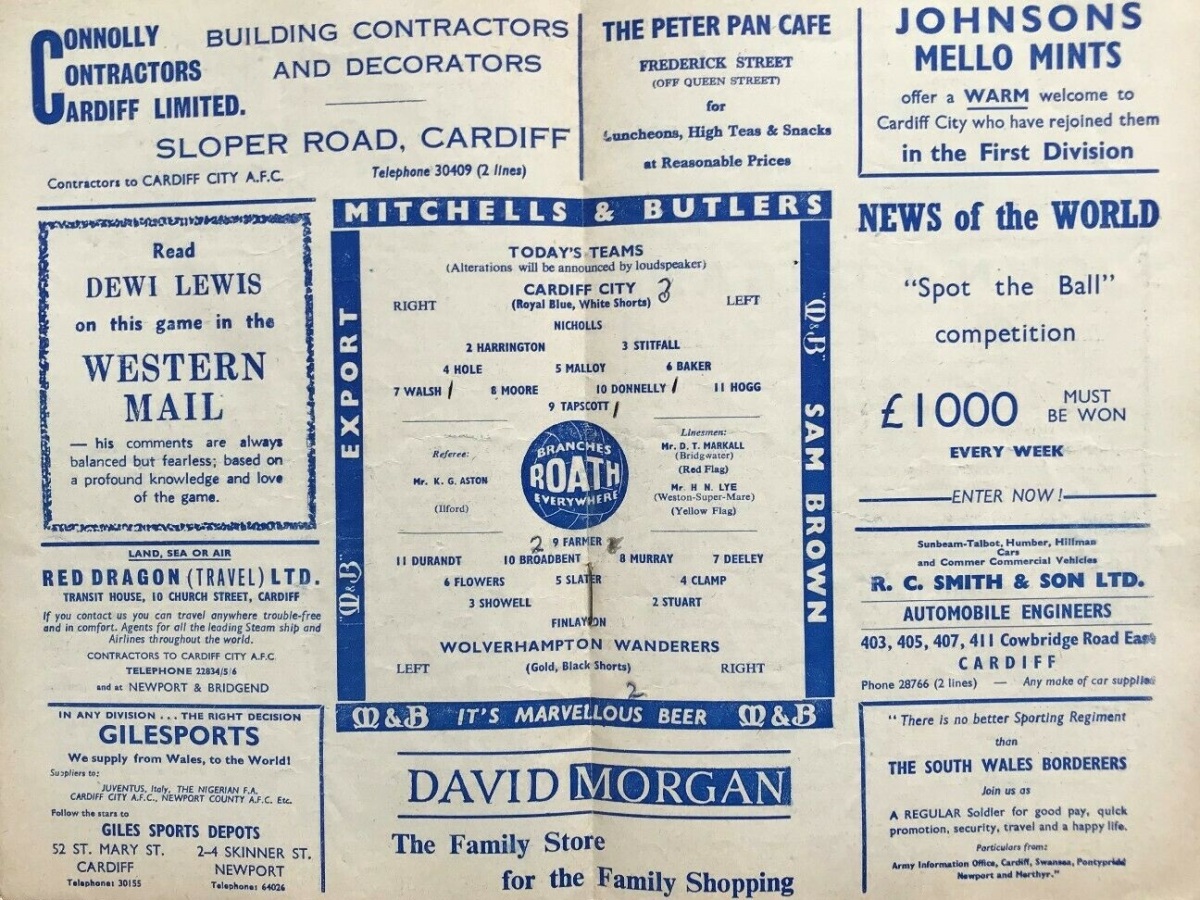 CONNOLLY
CONTRACTORS
CARDIFF LIMITED.
BUILDING CONTRACTORS
AND DECORATORS
SLOPER ROAD, CARDIFF
Contractors to CARDIFF CITY A.F.C.
Telephone 30409 (2 lines)
THE PETER PAN CAFE
FREDERICK STREET
(OFF QUEEN STREET)
for
Luncheons, High Teas & Snacks
at Reasonable Prices
JOHNSONS
MELLO MINTS
offer a WARM welcome to
Cardiff City who have rejoined them
in the First Division
Read
DEWI LEWIS
on this game in the
WESTERN
MAIL
— his comments are always
balanced but fearless; based on
a profound knowledge and love
of the game.
LAND, SEA OR AIR
RED DRAGON (TRAVEL) LTD.
TRANSIT HOUSE, 10 CHURCH STREET, CARDIFF
If you contact us you can travel anywhere trouble-free
and in comfort. Agents for all the leading Steam ship and
Airlines throughout the world.
CONTRACTORS TO CARDIFF CITY A.F.C.
TELEPHONE 22834/5/6
and at NEWPORT & BRIDGEND
IN ANY DIVISION . . . THE RIGHT DECISION
GILESPORTS
We supply from Wales, to the World!
Suppliers to:
JUVENTUS, Italy, THE NIGERIAN F.A.
CARDIFF CITY A.F.C., NEWPORT COUNTY A.F.C. Etc.
Follow the stars to
GILES SPORTS DEPOTS
52 ST. MARY ST. 2–4 SKINNER ST.
CARDIFF NEWPORT
Telephone: 30155 Telephone: 64026
MITCHELLS & BUTLERS
EXPORT
"M&B"
"M&B"
SAM BROWN
TODAY'S TEAMS
(Alterations will be announced by loudspeaker)
CARDIFF CITY 3
RIGHT (Royal Blue, White Shorts) LEFT
NICHOLLS
2 HARRINGTON 3 STITFALL
4 HOLE 5 MALLOY 6 BAKER
7 WALSH 1 8 MOORE 10 DONNELLY 1 11 HOGG
9 TAPSCOTT 1
Referee:
Mr. K. G. ASTON
(Ilford)
BRANCHES
ROATH
EVERYWHERE
Linesmen:
Mr. D. T. MARKALL
(Bridgwater)
(Red Flag)
Mr. H N. LYE
(Weston-Super-Mare)
(Yellow Flag)
2 9 FARMER
11 DURANDT 10 BROADBENT 8 MURRAY 7 DEELEY
6 FLOWERS 5 SLATER 4 CLAMP
3 SHOWELL 2 STUART
FINLAYSON
WOLVERHAMPTON WANDERERS
LEFT (Gold, Black Shorts) RIGHT
2
M&B IT'S MARVELLOUS BEER M&B
DAVID MORGAN
The Family Store
for the Family Shopping
NEWS of the WORLD
"Spot the Ball"
competition
£1000 MUST
BE WON
EVERY WEEK
ENTER NOW!
Sunbeam-Talbot, Humber, Hillman
Cars
and Commer Commercial Vehicles
R. C. SMITH & SON LTD.
AUTOMOBILE ENGINEERS
403, 405, 407, 411 Cowbridge Road East
CARDIFF
Phone 28766 (2 lines) — Any make of car supplied
"There is no better Sporting Regiment
than
THE SOUTH WALES BORDERERS
Join us as
A REGULAR Soldier for good pay, quick
promotion, security, travel and a happy life.
Particulars from:
Army Information Office, Cardiff, Swansea, Pontypridd
Newport and Merthyr."